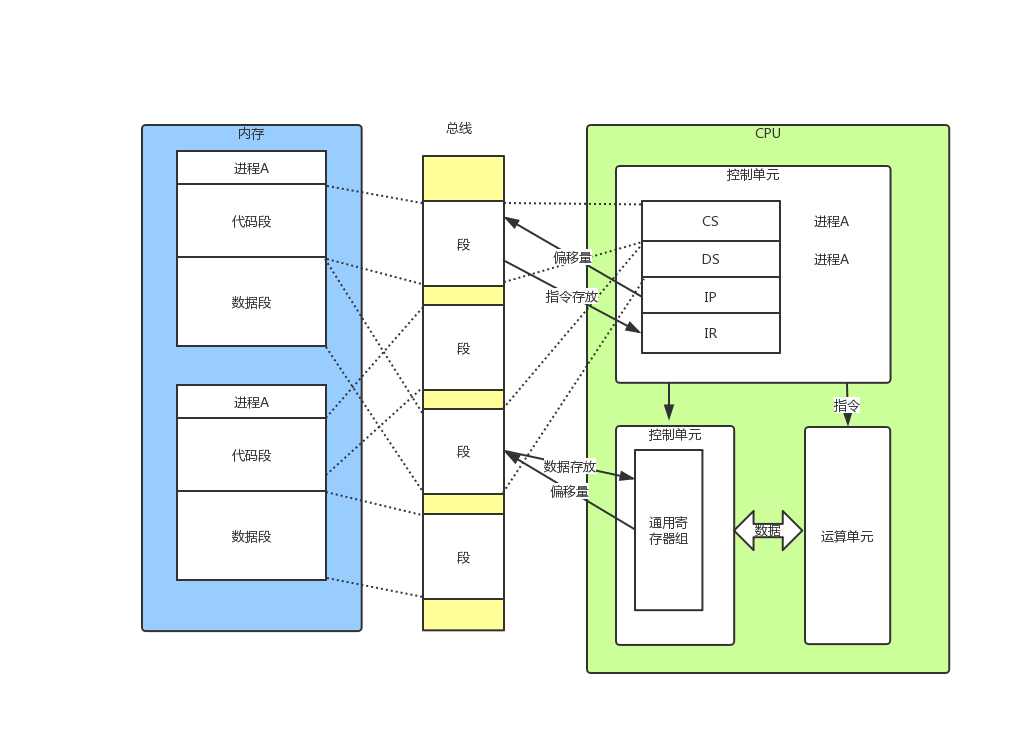 内存
进程A
代码段
数据段
进程A
代码段
数据段
总线
段
段
段
段
偏移量
指令存放
数据存放
偏移量
CPU
控制单元
CS
进程A
DS
进程A
IP
IR
指令
控制单元
通用寄
存器组
数据
运算单元